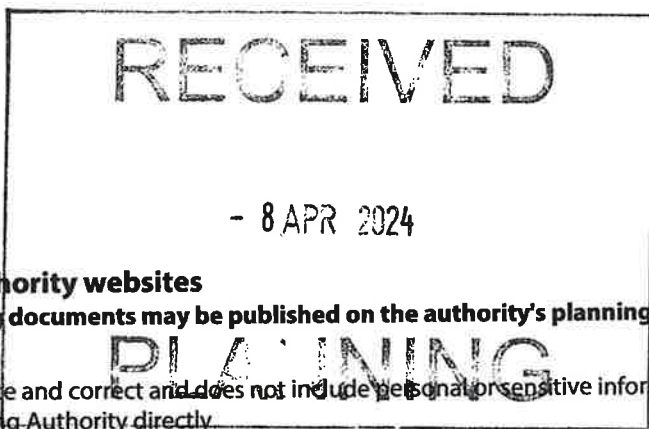 RECEIVED
- 8 APR 2024
hority websites
documents may be published on the authority's planning
PLANNING
e and correct and does not include personal or sensitive infor
ng Authority directly